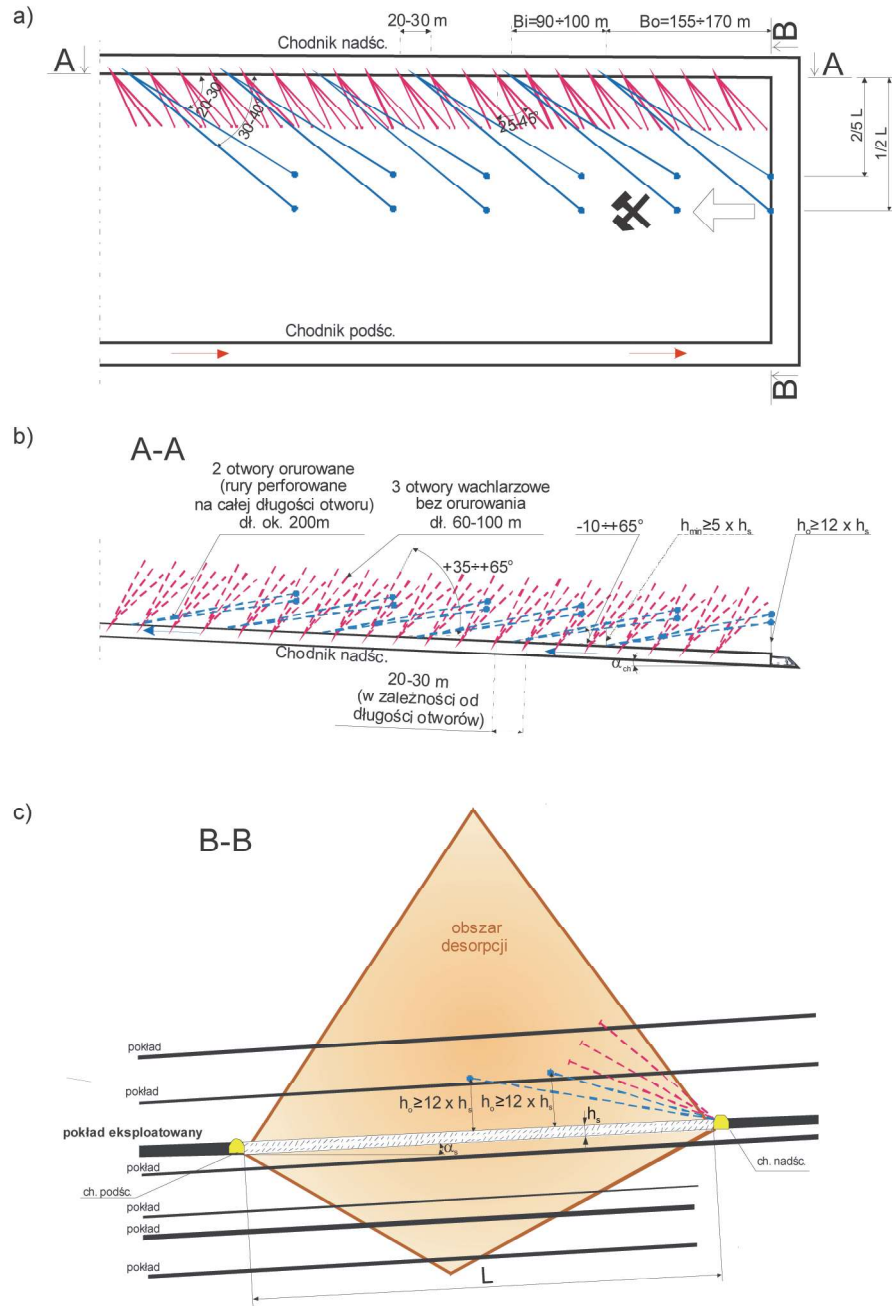 a)
20-30 m
Bi=90÷100 m
Bo=155÷170 m
B
Chodnik nadśc.
A
A
20-30°
30-40°
25-45°
2/5 L
1/2 L
Chodnik podśc.
B
b)
A-A
2 otwory orurowane
(rury perforowane
na całej długości otworu)
dł. ok. 200m
3 otwory wachlarzowe
bez orurowania
dł. 60-100 m
-10÷+65°
hmin≥5 x hs
ho≥12 x hs
+35÷+65°
Chodnik nadśc.
αch
20-30 m
(w zależności od
długości otworów)
c)
B-B
obszar
desorpcji
pokład
pokład
ho≥12 x hs
ho≥12 x hs
hs
pokład eksploatowany
αs
pokład
ch. nadśc.
ch. podśc.
pokład
pokład
pokład
L